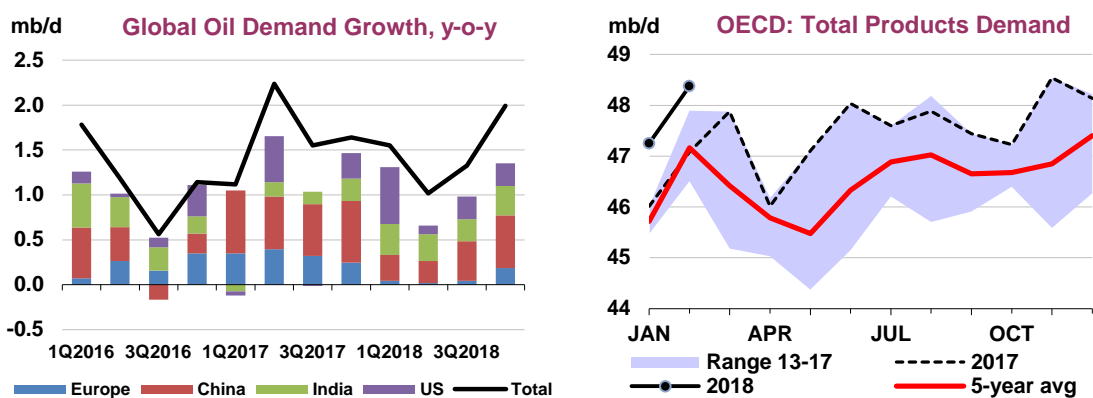 mb/d
Global Oil Demand Growth, y-o-y
2.5
2.0
1.5
1.0
0.5
0.0
-0.5
1Q2016 3Q2016 1Q2017 3Q2017 1Q2018 3Q2018
Europe China India US Total
mb/d
OECD: Total Products Demand
49
48
47
46
45
44
JAN APR JUL OCT
Range 13-17 2017
2018 5-year avg